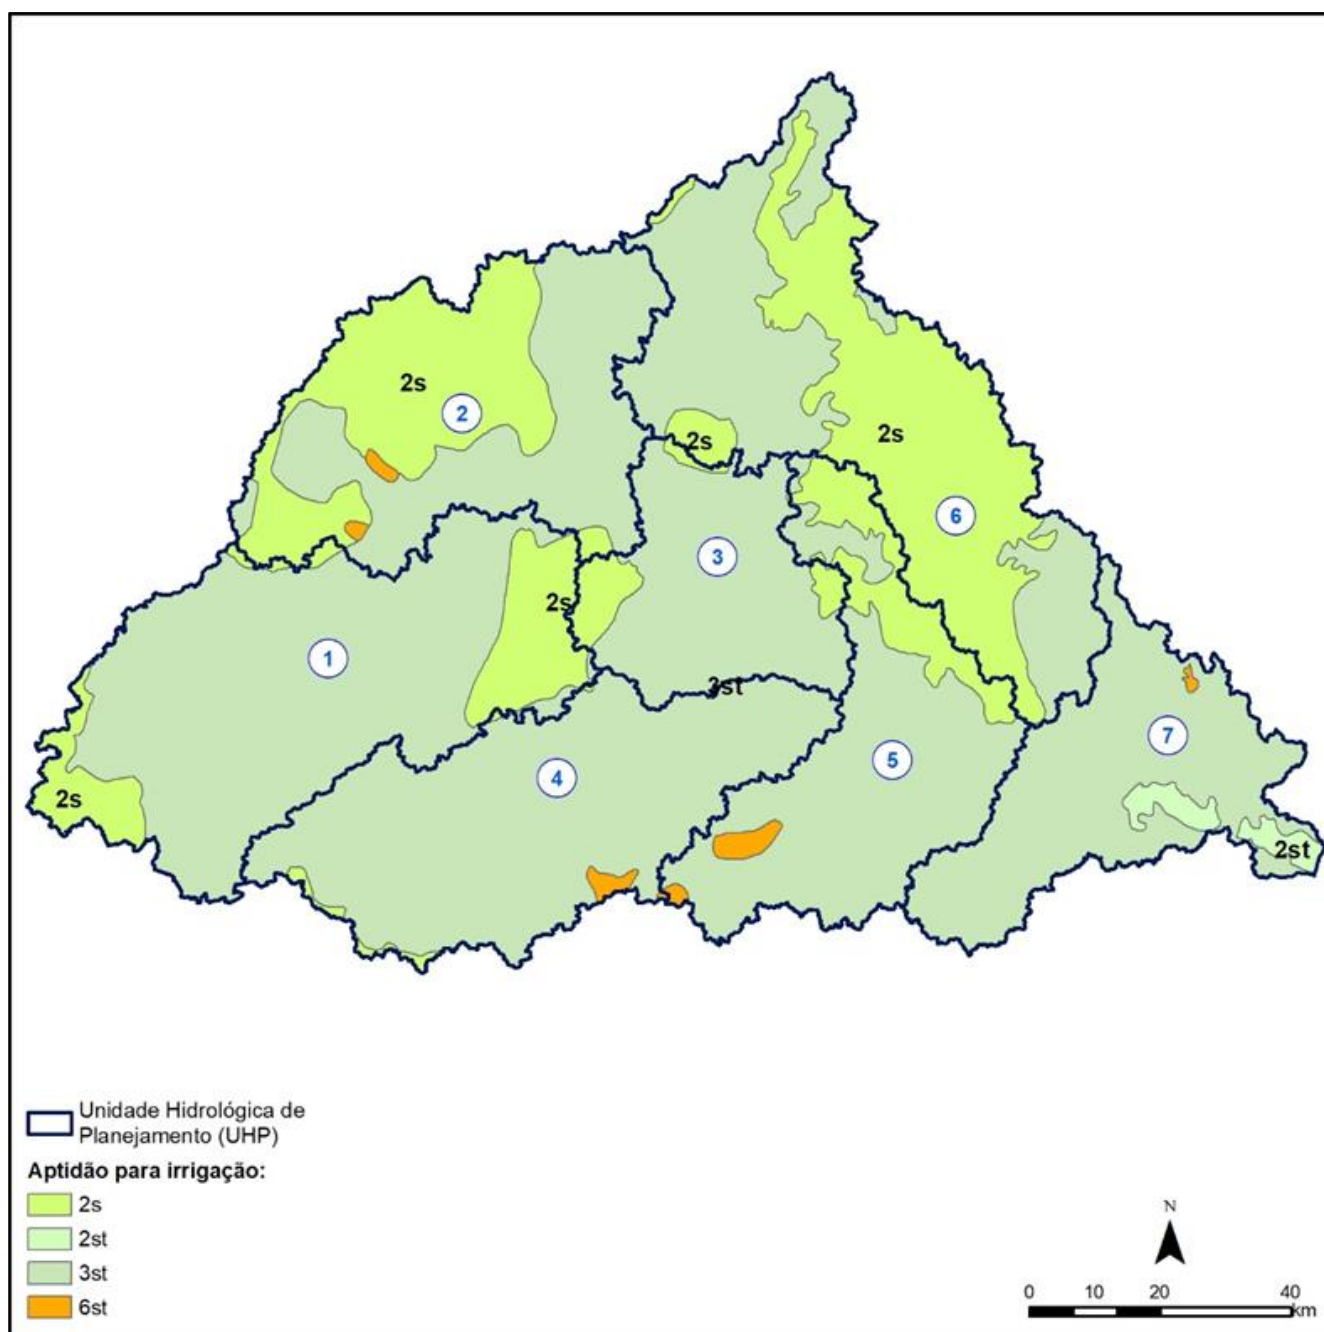 2s
2
2s
2s
6
3
2s
1
3st
7
5
4
2s
2st
Unidade Hidrológica de
Planejamento (UHP)
Aptidão para irrigação:
2s
2st
3st
6st
N
0 10 20 40
km